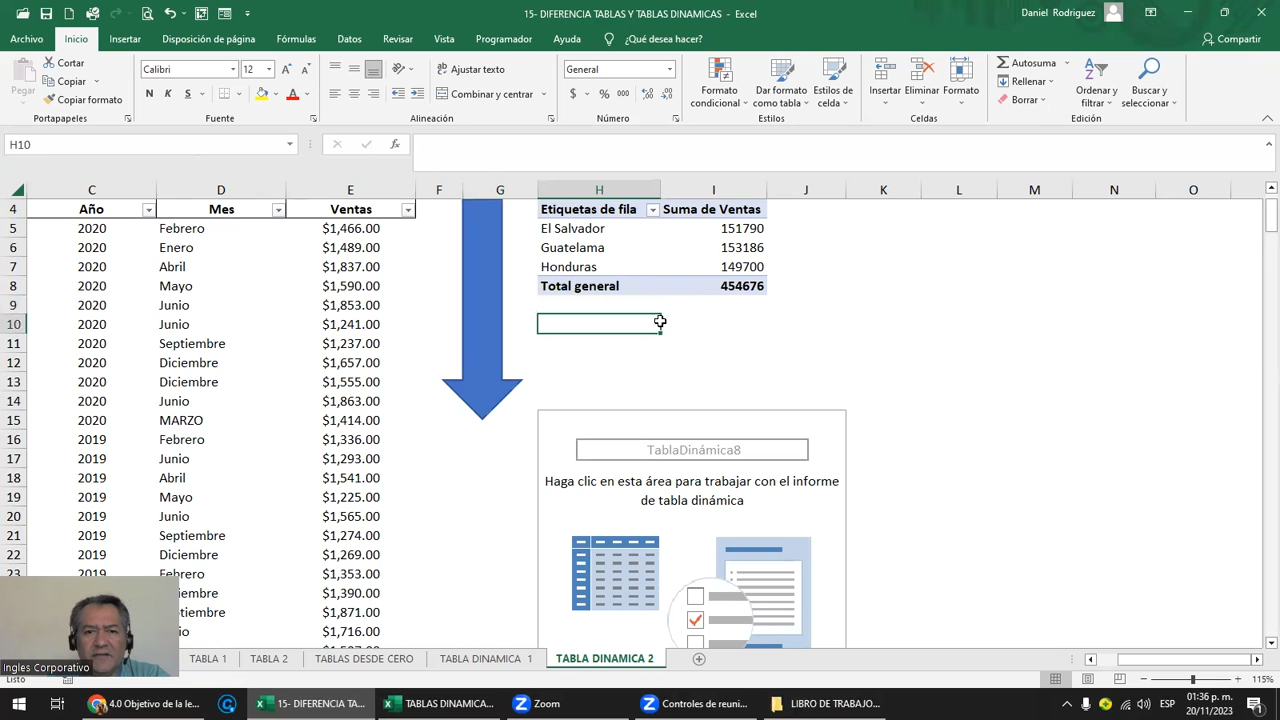 15- DIFERENCIA TABLAS Y TABLAS DINAMICAS - Excel
Daniel Rodriguez
Archivo Inicio Insertar Disposición de página Fórmulas Datos Revisar Vista Programador Ayuda ¿Qué desea hacer? Compartir
Pegar
Cortar
Copiar
Copiar formato
Portapapeles
Calibri 12
N K S
Fuente
Ajustar texto
Combinar y centrar
Alineación
General
$ % 000
Número
Formato condicional
Dar formato como tabla
Estilos de celda
Estilos
Insertar Eliminar Formato
Celdas
Autosuma
Rellenar
Borrar
Ordenar y filtrar
Buscar y seleccionar
Edición
H10
fx
C D E F G H I J K L M N O
4 Año Mes Ventas Etiquetas de fila Suma de Ventas
5 2020 Febrero $1,466.00 El Salvador 151790
6 2020 Enero $1,489.00 Guatelama 153186
7 2020 Abril $1,837.00 Honduras 149700
8 2020 Mayo $1,590.00 Total general 454676
9 2020 Junio $1,853.00
10 2020 Junio $1,241.00
11 2020 Septiembre $1,237.00
12 2020 Diciembre $1,657.00
13 2020 Diciembre $1,555.00
14 2020 Junio $1,863.00
15 2020 MARZO $1,414.00
16 2019 Febrero $1,336.00
17 2019 Junio $1,293.00
18 2019 Abril $1,541.00
19 2019 Mayo $1,225.00
20 2019 Junio $1,565.00
21 2019 Septiembre $1,274.00
22 2019 Diciembre $1,269.00
23 2019 Febrero $1,353.00
$1,390.00
$1,871.00
$1,716.00
TablaDinámica8
Haga clic en esta área para trabajar con el informe
de tabla dinámica
Ingles Corporativo
TABLA 1 TABLA 2 TABLAS DESDE CERO TABLA DINAMICA 1 TABLA DINAMICA 2
Listo
115%
4.0 Objetivo de la le... 15- DIFERENCIA TA... TABLAS DINAMICA... Zoom Controles de reuni... LIBRO DE TRABAJO...
ESP
01:36 p. m.
20/11/2023